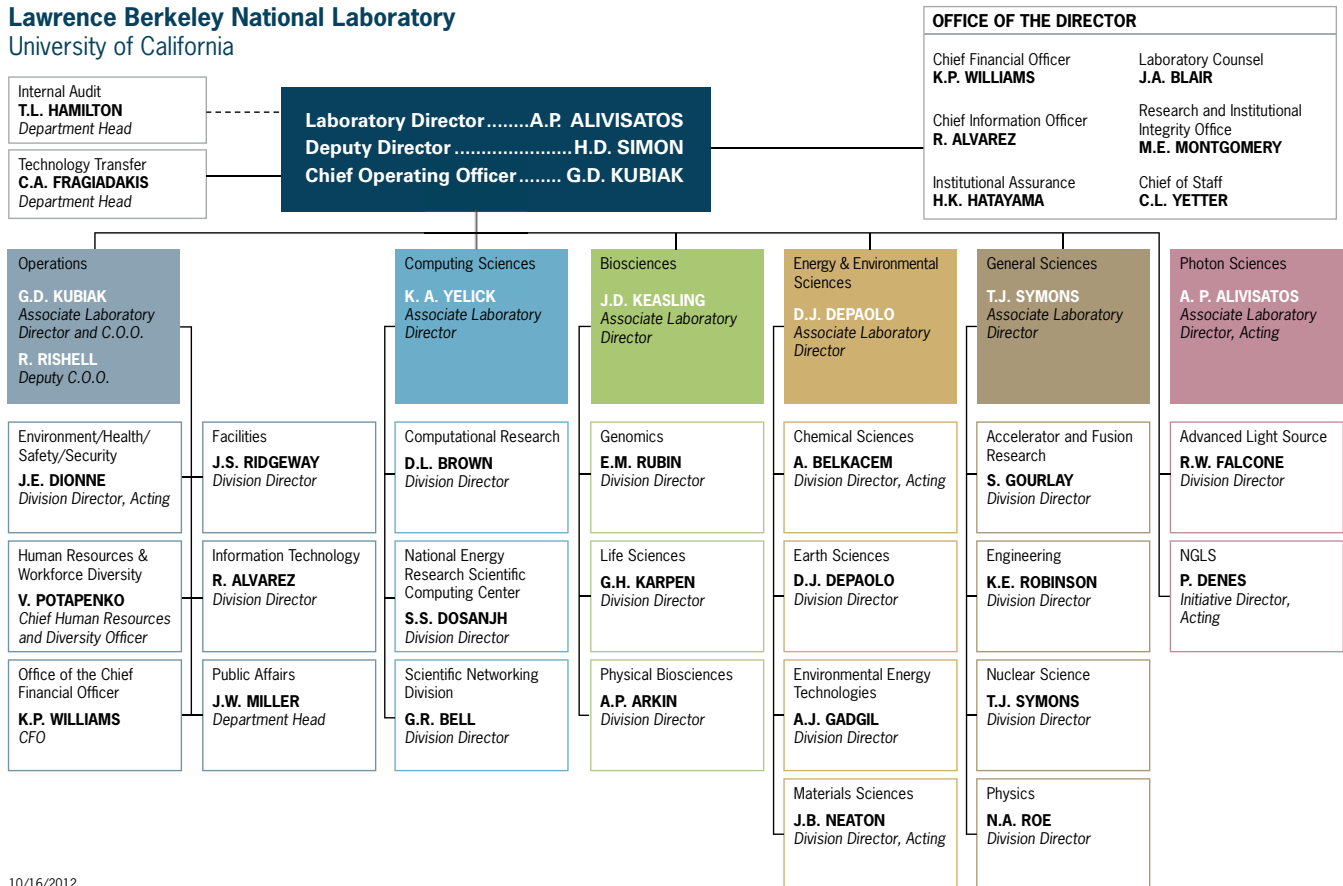 Lawrence Berkeley National Laboratory
University of California
Internal Audit
T.L. HAMILTON
Department Head
Technology Transfer
C.A. FRAGIADAKIS
Department Head
Laboratory Director........A.P. ALIVISATOS
Deputy Director ......................H.D. SIMON
Chief Operating Officer........ G.D. KUBIAK
OFFICE OF THE DIRECTOR
Chief Financial Officer
K.P. WILLIAMS
Chief Information Officer
R. ALVAREZ
Institutional Assurance
H.K. HATAYAMA
Laboratory Counsel
J.A. BLAIR
Research and Institutional
Integrity Office
M.E. MONTGOMERY
Chief of Staff
C.L. YETTER
Operations
G.D. KUBIAK
Associate Laboratory
Director and C.O.O.
R. RISHELL
Deputy C.O.O.
Computing Sciences
K. A. YELICK
Associate Laboratory
Director
Biosciences
J.D. KEASLING
Associate Laboratory
Director
Energy & Environmental
Sciences
D.J. DEPAOLO
Associate Laboratory
Director
General Sciences
T.J. SYMONS
Associate Laboratory
Director
Photon Sciences
A. P. ALIVISATOS
Associate Laboratory
Director, Acting
Environment/Health/
Safety/Security
J.E. DIONNE
Division Director, Acting
Facilities
J.S. RIDGEWAY
Division Director
Computational Research
D.L. BROWN
Division Director
Genomics
E.M. RUBIN
Division Director
Chemical Sciences
A. BELKACEM
Division Director, Acting
Accelerator and Fusion
Research
S. GOURLAY
Division Director
Advanced Light Source
R.W. FALCONE
Division Director
Human Resources &
Workforce Diversity
V. POTAPENKO
Chief Human Resources
and Diversity Officer
Information Technology
R. ALVAREZ
Division Director
National Energy
Research Scientific
Computing Center
S.S. DOSANJH
Division Director
Life Sciences
G.H. KARPEN
Division Director
Earth Sciences
D.J. DEPAOLO
Division Director
Engineering
K.E. ROBINSON
Division Director
NGLS
P. DENES
Initiative Director,
Acting
Office of the Chief
Financial Officer
K.P. WILLIAMS
CFO
Public Affairs
J.W. MILLER
Department Head
Scientific Networking
Division
G.R. BELL
Division Director
Physical Biosciences
A.P. ARKIN
Division Director
Environmental Energy
Technologies
A.J. GADGIL
Division Director
Nuclear Science
T.J. SYMONS
Division Director
Materials Sciences
J.B. NEATON
Division Director, Acting
Physics
N.A. ROE
Division Director
10/16/2012